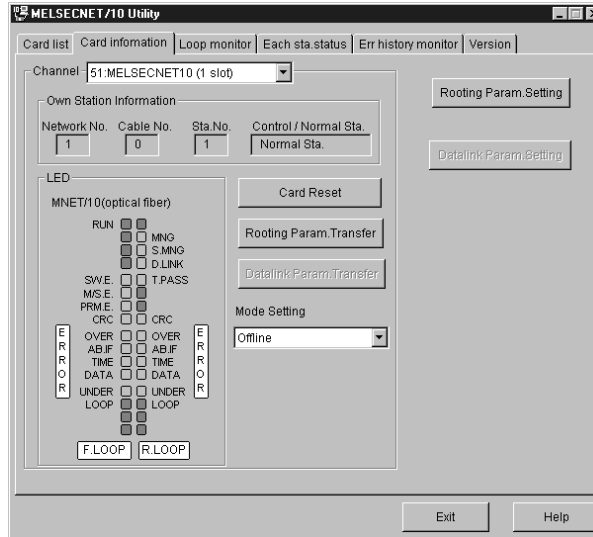 MELSECNET/10 Utility
Card list Card infomation Loop monitor Each sta.status Err history monitor Version
Channel 51:MELSECNET10 (1 slot)
Rooting Param.Setting
Own Station Information
Network No. Cable No. Sta.No. Control / Normal Sta.
1 0 1 Normal Sta.
Datalink Param.Setting
LED
MNET/10(optical fiber)
Card Reset
RUN
MNG
S.MNG
D.LINK
Rooting Param.Transfer
SW.E. T.PASS
M/S.E.
PRM.E.
CRC CRC
Datalink Param.Transfer
Mode Setting
Offline
ERROR OVER OVER ERROR
AB.IF AB.IF
TIME TIME
DATA DATA
UNDER UNDER
LOOP LOOP
F.LOOP R.LOOP
Exit Help